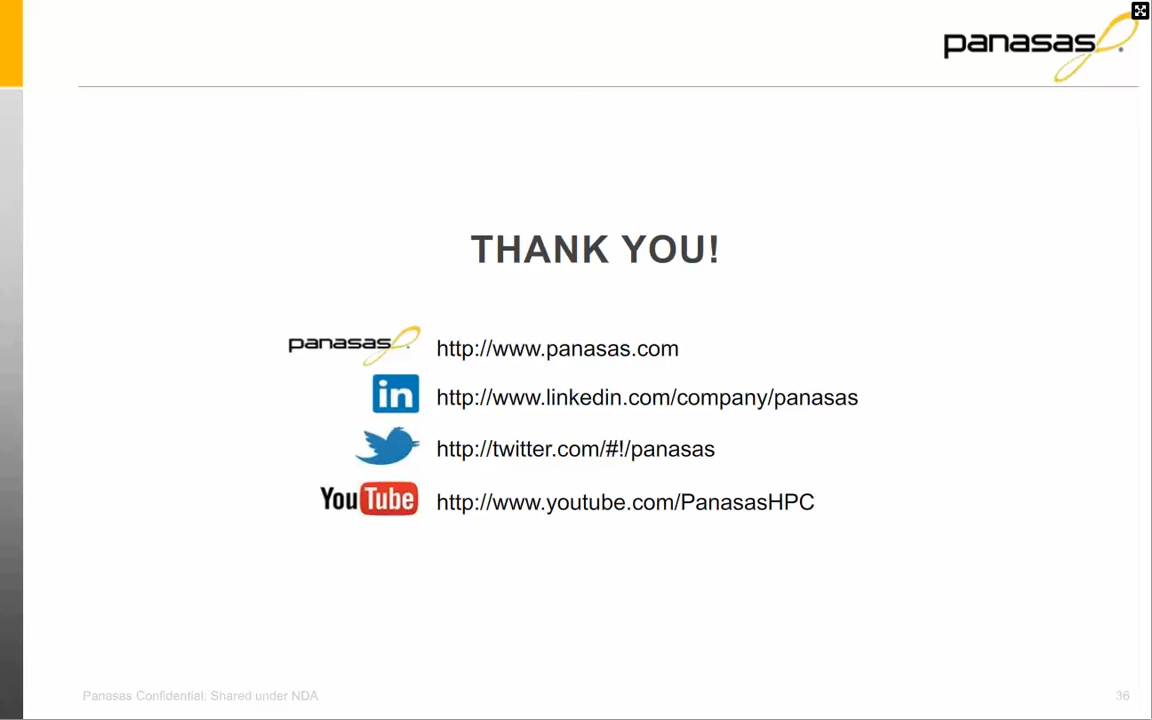 panasas
THANK YOU!
panasas http://www.panasas.com
in http://www.linkedin.com/company/panasas
http://twitter.com/#!/panasas
YouTube http://www.youtube.com/PanasasHPC
Panasas Confidential: Shared under NDA 36